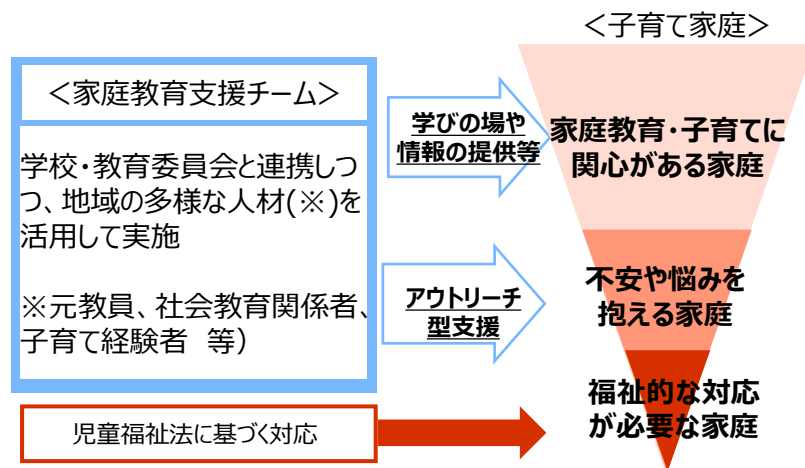 ＜子育て家庭＞
＜家庭教育支援チーム＞
学校・教育委員会と連携しつ
つ、地域の多様な人材(※)を
活用して実施
※元教員、社会教育関係者、
子育て経験者　等）
学びの場や
情報の提供等
家庭教育・子育てに
関心がある家庭
アウトリーチ
型支援
不安や悩みを
抱える家庭
児童福祉法に基づく対応
福祉的な対応
が必要な家庭